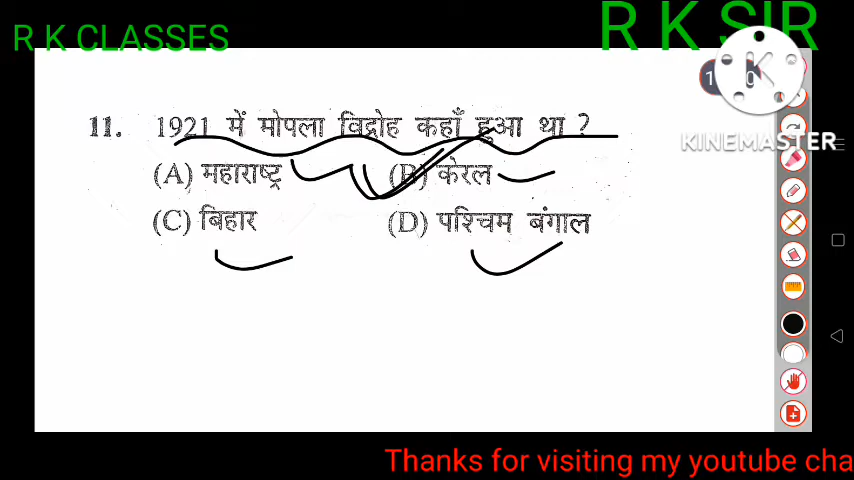 R K CLASSES
R K SIR
KINEMASTER
11. 1921 में मोपला विद्रोह कहाँ हुआ था ?
(A) महाराष्ट्र (B) केरल
(C) बिहार (D) पश्चिम बंगाल
Thanks for visiting my youtube cha